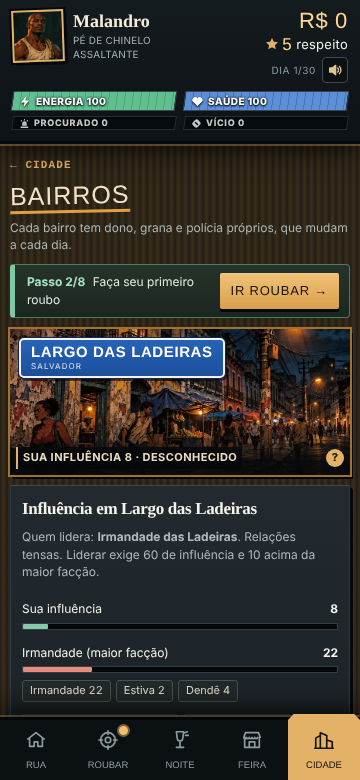 Malandro
PÉ DE CHINELO
ASSALTANTE
R$ 0
5 respeito
DIA 1/30
ENERGIA 100
SAÚDE 100
PROCURADO 0
VÍCIO 0
← CIDADE
BAIRROS
Cada bairro tem dono, grana e polícia próprios, que mudam
a cada dia.
Passo 2/8 Faça seu primeiro
roubo
IR ROUBAR →
LARGO DAS LADEIRAS
SALVADOR
SUA INFLUÊNCIA 8 · DESCONHECIDO
?
Influência em Largo das Ladeiras
Quem lidera: Irmandade das Ladeiras. Relações
tensas. Liderar exige 60 de influência e 10 acima da
maior facção.
Sua influência 8
Irmandade (maior facção) 22
Irmandade 22
Estiva 2
Dendê 4
RUA
ROUBAR
NOITE
FEIRA
CIDADE